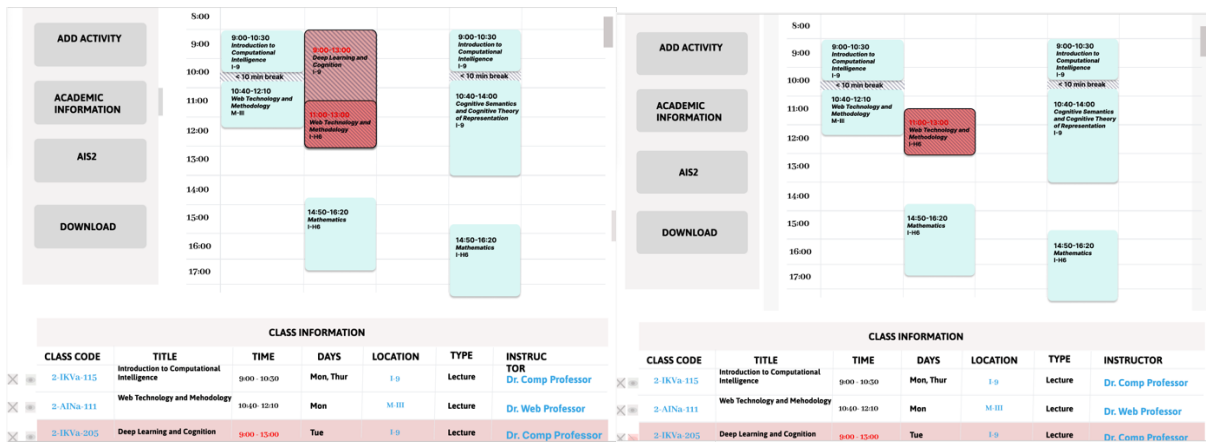 ADD ACTIVITY
ACADEMIC
INFORMATION
AIS2
DOWNLOAD
8:00
9:00
10:00
11:00
12:00
13:00
14:00
15:00
16:00
17:00
9:00-10:30
Introduction to
Computational
Intelligence
I-9
< 10 min break
10:40-12:10
Web Technology and
Methodology
M-III
9:00-13:00
Deep Learning and
Cognition
I-9
11:00-13:00
Web Technology and
Methodology
I-H6
14:50-16:20
Mathematics
I-H6
9:00-10:30
Introduction to
Computational
Intelligence
I-9
< 10 min break
10:40-14:00
Cognitive Semantics
and Cognitive Theory
of Representation
I-9
14:50-16:20
Mathematics
I-H6
CLASS INFORMATION
CLASS CODE TITLE TIME DAYS LOCATION TYPE INSTRUC
TOR
2-IKVa-115 Introduction to Computational
Intelligence 9:00 - 10:30 Mon, Thur I-9 Lecture Dr. Comp Professor
2-AINa-111 Web Technology and Mehodology 10:40- 12:10 Mon M-III Lecture Dr. Web Professor
2-IKVa-205 Deep Learning and Cognition 9:00 - 13:00 Tue I-9 Lecture Dr. Comp Professor
ADD ACTIVITY
ACADEMIC
INFORMATION
AIS2
DOWNLOAD
8:00
9:00
10:00
11:00
12:00
13:00
14:00
15:00
16:00
17:00
9:00-10:30
Introduction to
Computational
Intelligence
I-9
< 10 min break
10:40-12:10
Web Technology and
Methodology
M-III
11:00-13:00
Web Technology and
Methodology
I-H6
14:50-16:20
Mathematics
I-H6
9:00-10:30
Introduction to
Computational
Intelligence
I-9
< 10 min break
10:40-14:00
Cognitive Semantics
and Cognitive Theory
of Representation
I-9
14:50-16:20
Mathematics
I-H6
CLASS INFORMATION
CLASS CODE TITLE TIME DAYS LOCATION TYPE INSTRUCTOR
2-IKVa-115 Introduction to Computational
Intelligence 9:00 - 10:30 Mon, Thur I-9 Lecture Dr. Comp Professor
2-AINa-111 Web Technology and Mehodology 10:40- 12:10 Mon M-III Lecture Dr. Web Professor
2-IKVa-205 Deep Learning and Cognition 9:00 - 13:00 Tue I-9 Lecture Dr. Comp Professor